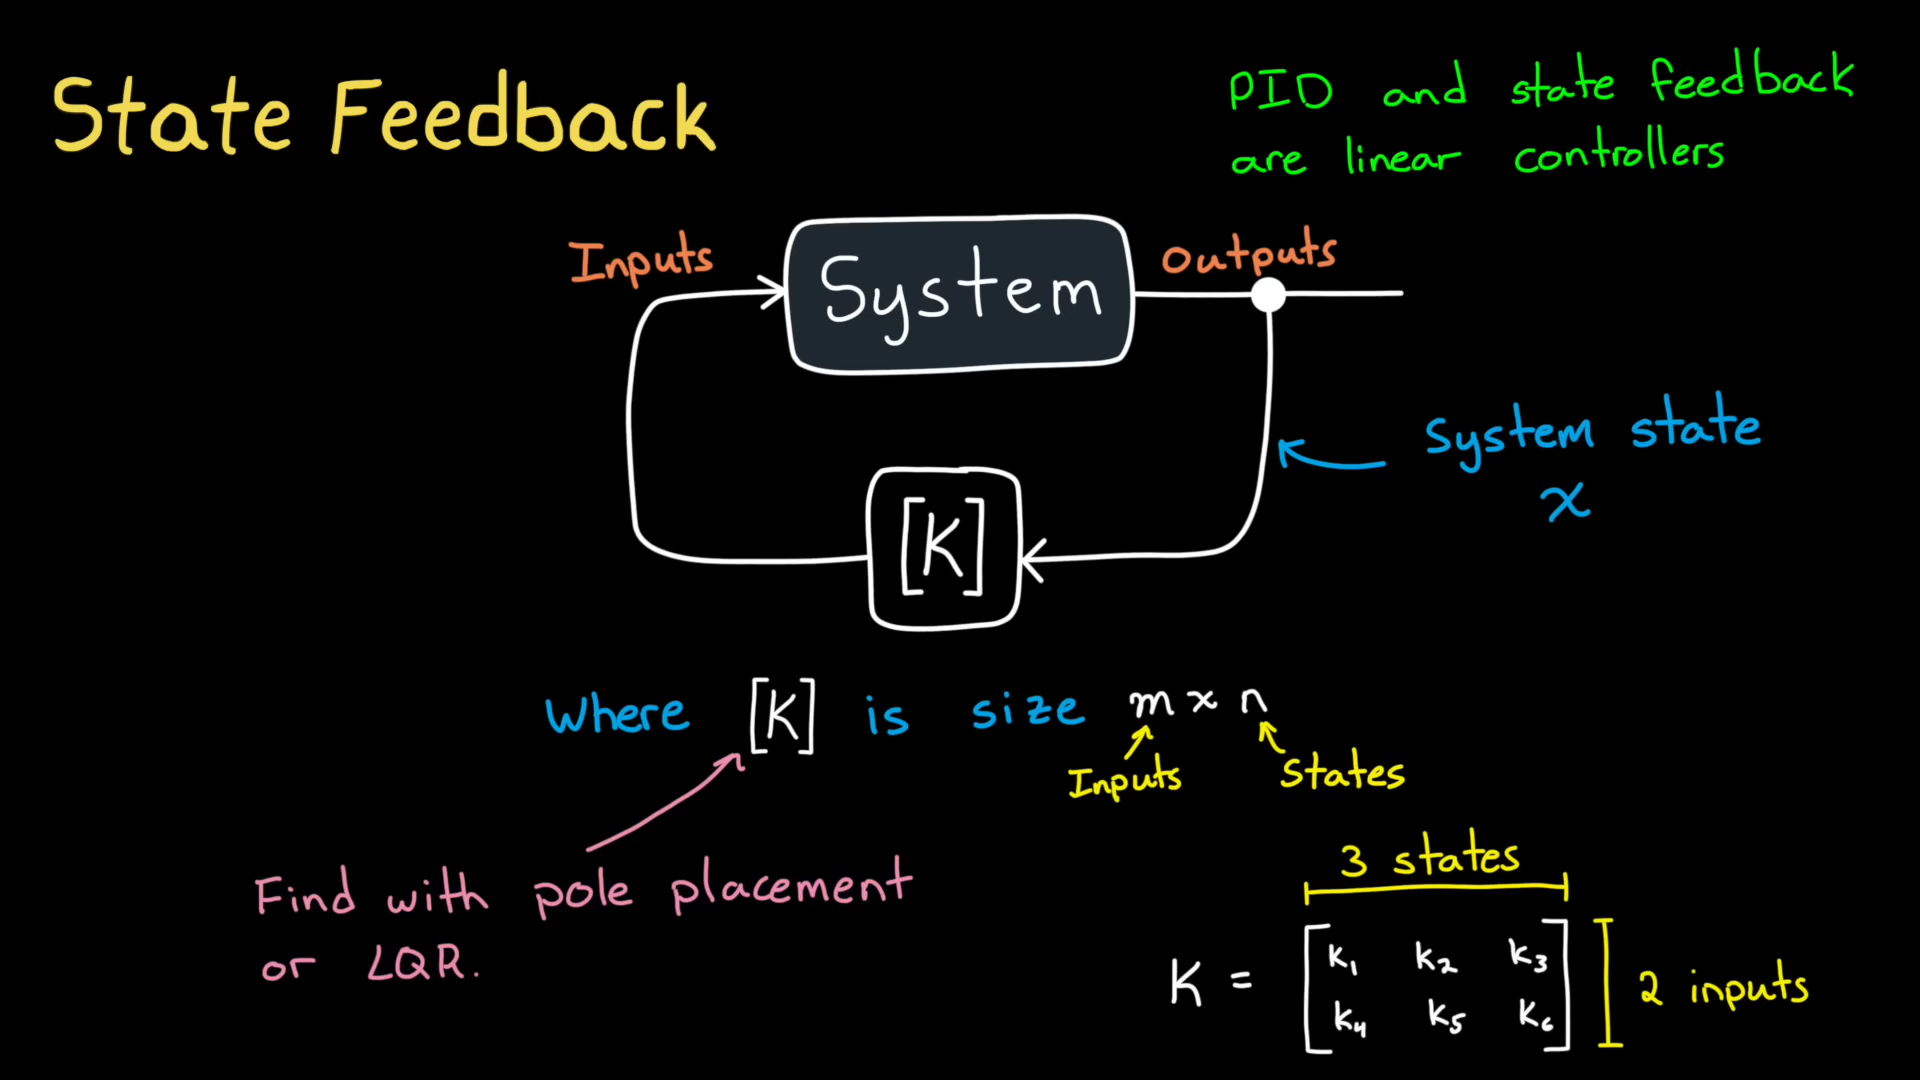 State Feedback
PID and state feedback
are linear controllers
Inputs
System
Outputs
System state
x
[K]
Where [K] is size m x n
Inputs
States
Find with pole placement
or LQR.
3 states
K = [k1 k2 k3
k4 k5 k6]
2 inputs